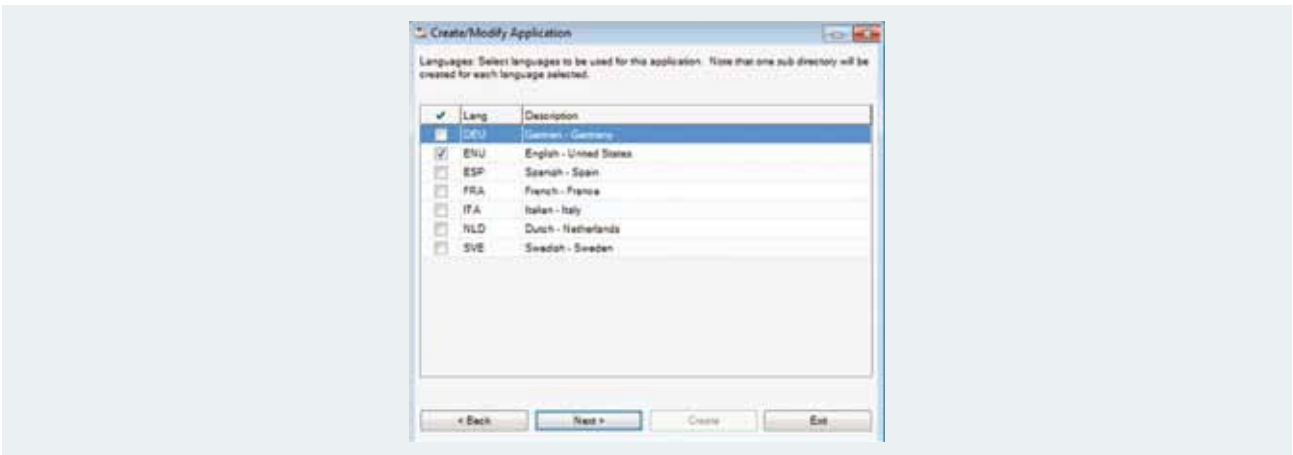 Create/Modify Application
Languages: Select languages to be used for this application. Note that one sub directory will be
created for each language selected.
Lang Description
DEU German - Germany
ENU English - United States
ESP Spanish - Spain
FRA French - France
ITA Italian - Italy
NLD Dutch - Netherlands
SVE Swedish - Sweden
< Back Next > Create Exit